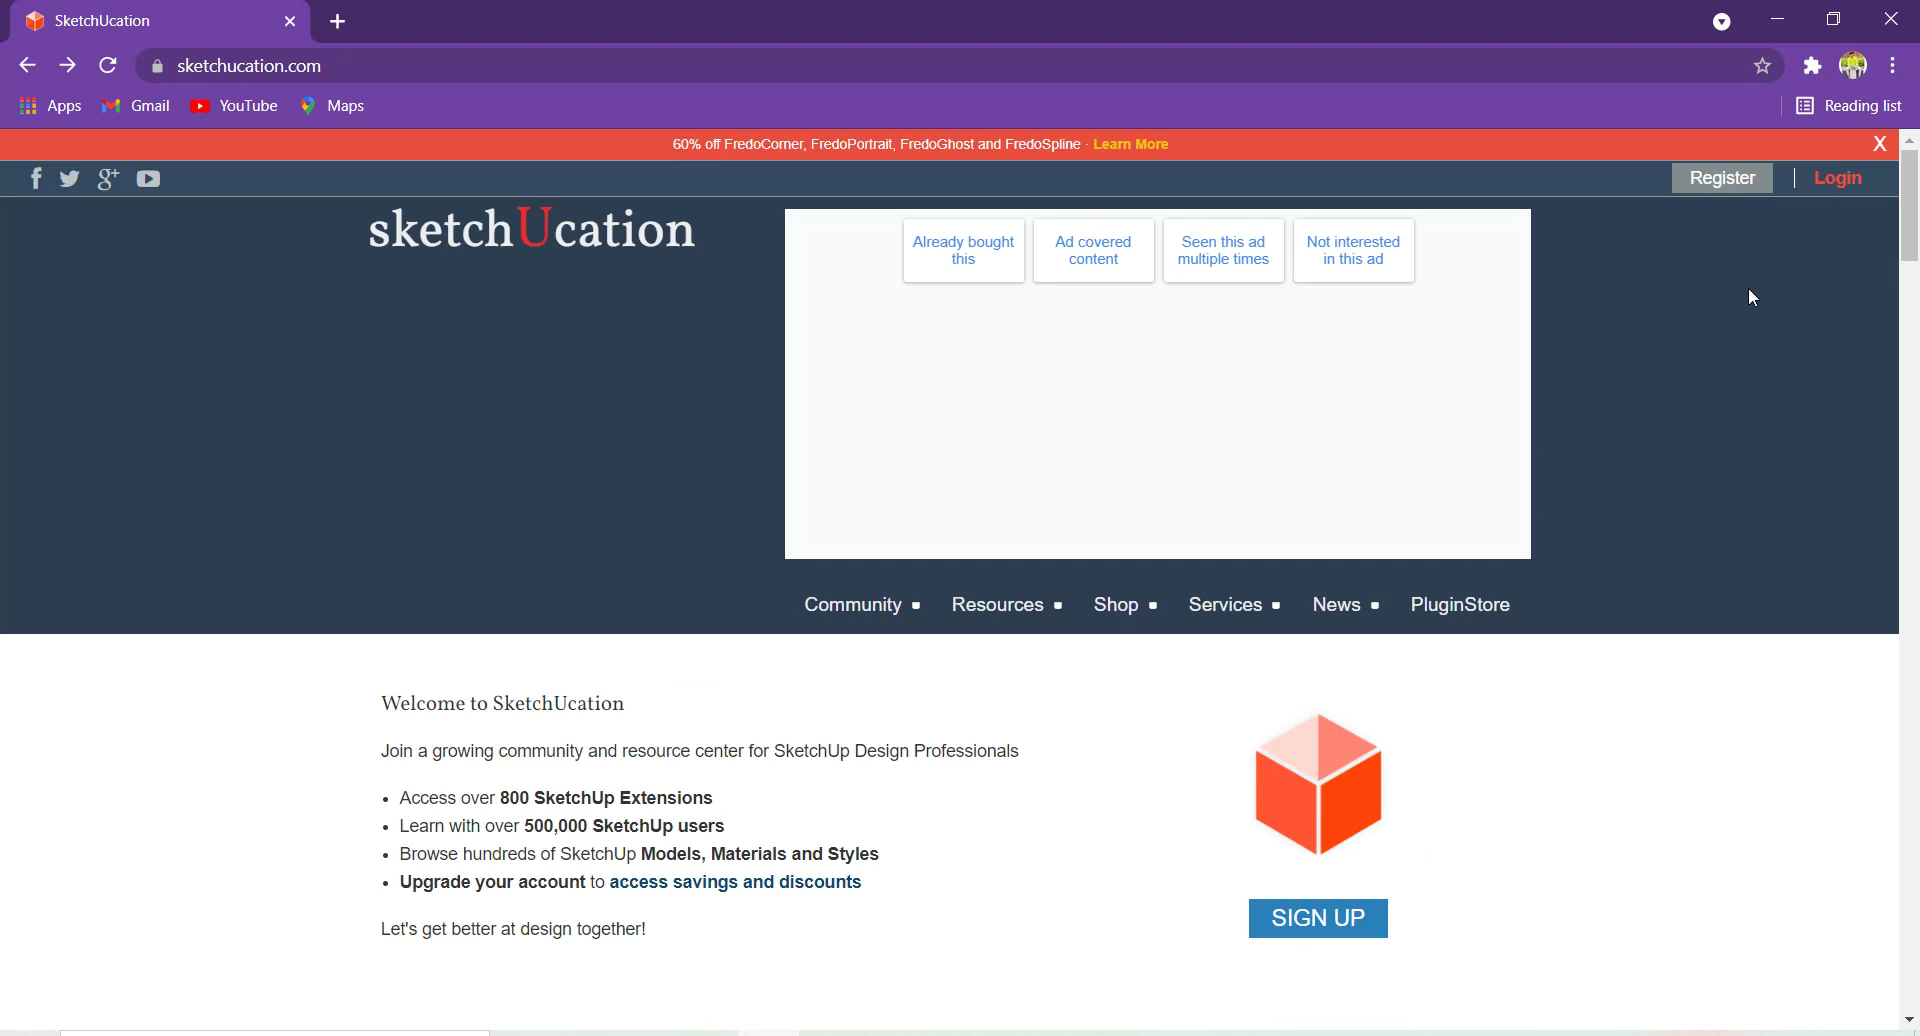 SketchUcation
sketchucation.com
Apps Gmail YouTube Maps Reading list
60% off FredoCorner, FredoPortrait, FredoGhost and FredoSpline · Learn More X
f g+ Register | Login
sketchUcation
Already bought this
Ad covered content
Seen this ad multiple times
Not interested in this ad
Community Resources Shop Services News PluginStore
Welcome to SketchUcation
Join a growing community and resource center for SketchUp Design Professionals
• Access over 800 SketchUp Extensions
• Learn with over 500,000 SketchUp users
• Browse hundreds of SketchUp Models, Materials and Styles
• Upgrade your account to access savings and discounts
Let's get better at design together!
SIGN UP